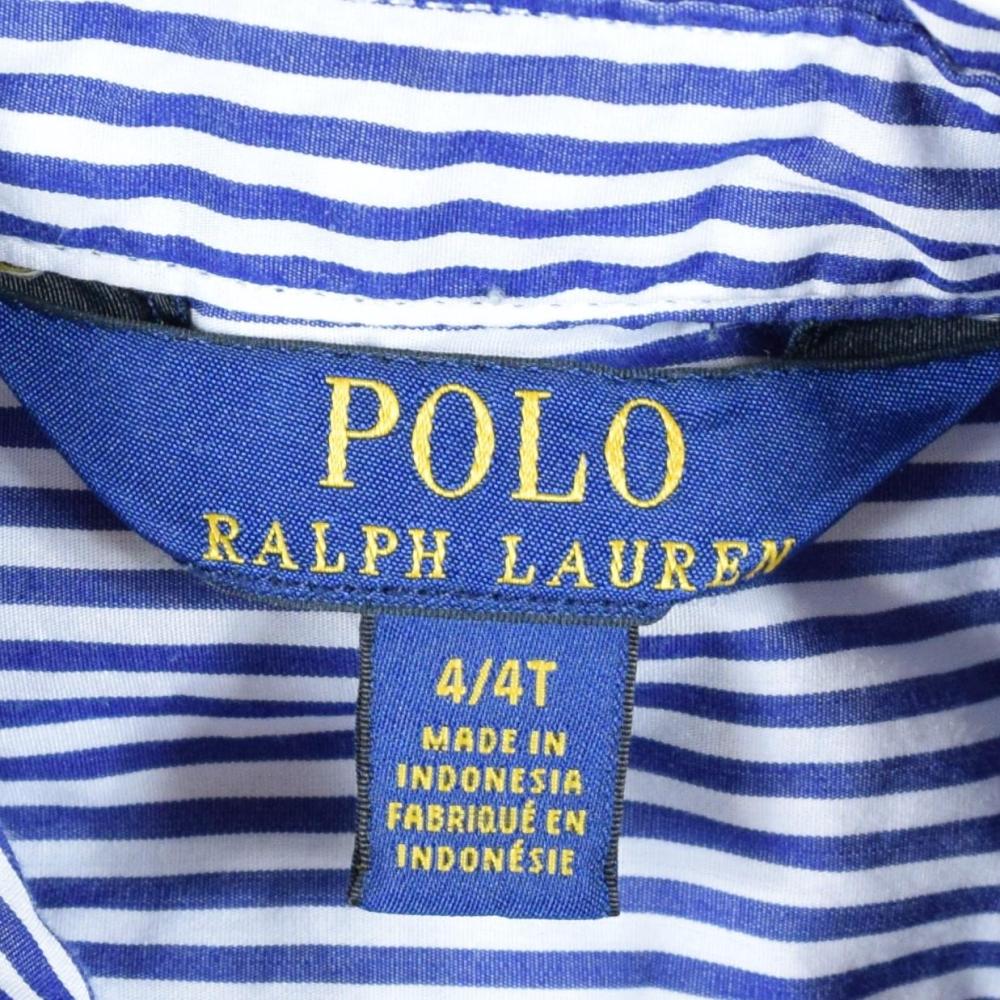 POLO
RALPH LAUREN
4/4T
MADE IN
INDONESIA
FABRIQUÉ EN
INDONÉSIE